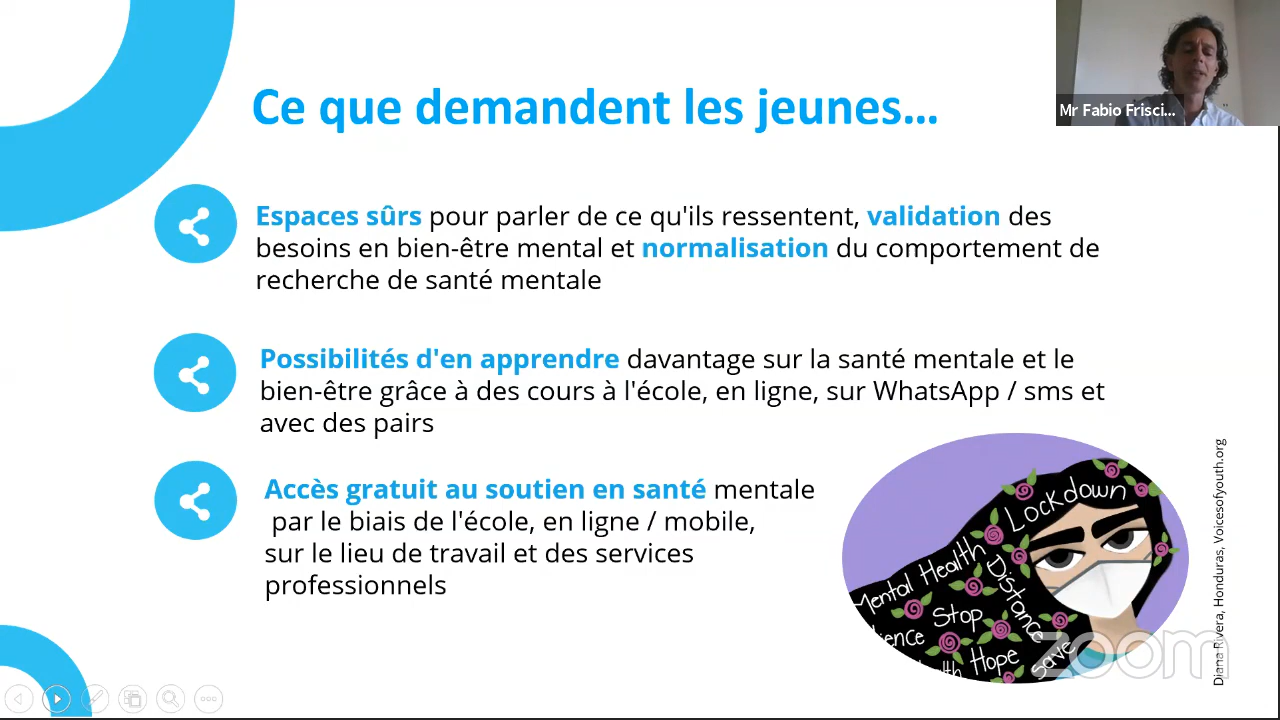 Ce que demandent les jeunes...
Mr Fabio Frisci...
Espaces sûrs pour parler de ce qu'ils ressentent, validation des
besoins en bien-être mental et normalisation du comportement de
recherche de santé mentale
Possibilités d'en apprendre davantage sur la santé mentale et le
bien-être grâce à des cours à l'école, en ligne, sur WhatsApp / sms et
avec des pairs
Accès gratuit au soutien en santé mentale
par le biais de l'école, en ligne / mobile,
sur le lieu de travail et des services
professionnels
Lockdown
Mental Health
Distance
Stop
Hope
Save
Diana Rivera, Honduras, Voicesofyouth.org
zoom